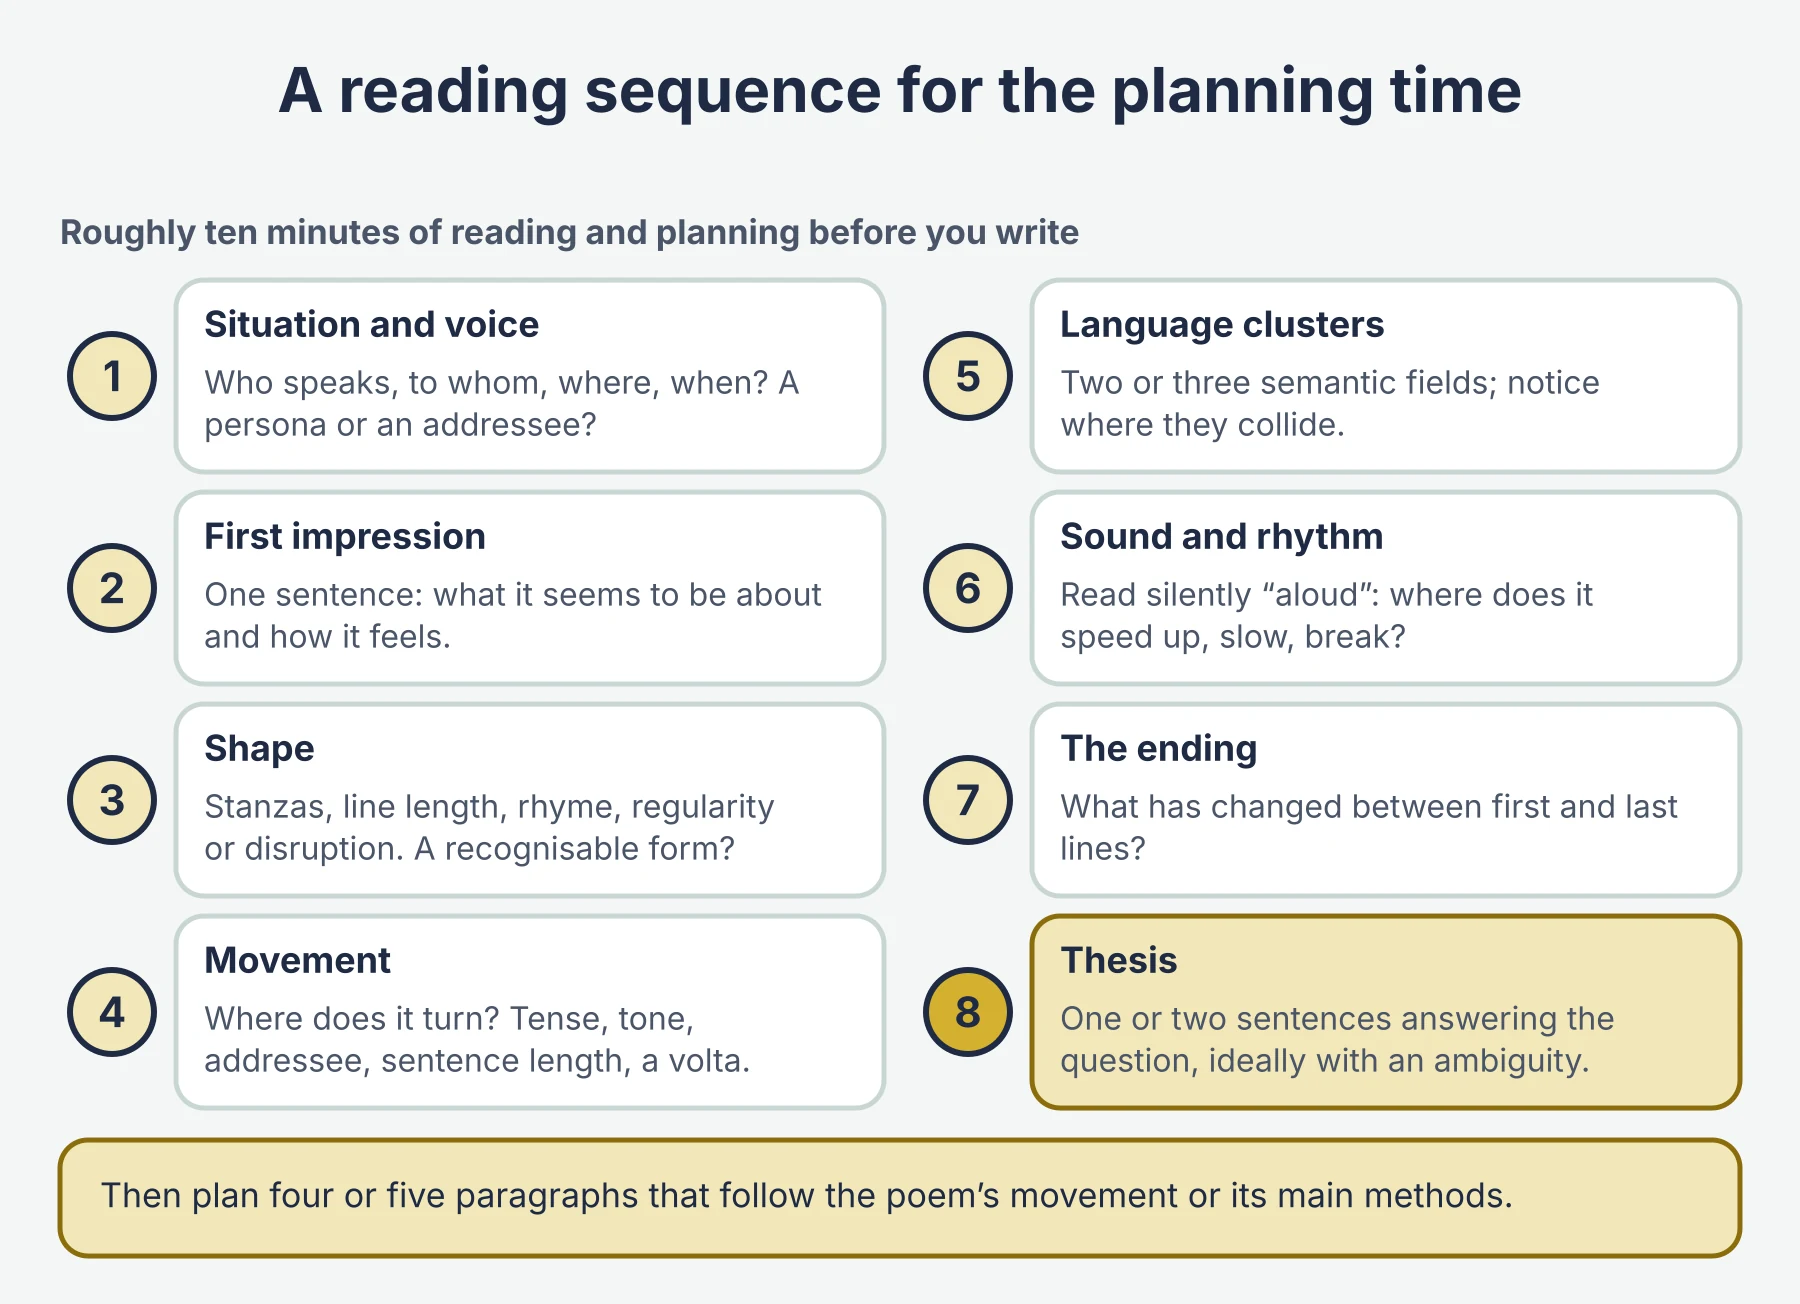 A reading sequence for the planning time
Roughly ten minutes of reading and planning before you write
1
Situation and voice
Who speaks, to whom, where, when? A
persona or an addressee?
2
First impression
One sentence: what it seems to be about
and how it feels.
3
Shape
Stanzas, line length, rhyme, regularity
or disruption. A recognisable form?
4
Movement
Where does it turn? Tense, tone,
addressee, sentence length, a volta.
5
Language clusters
Two or three semantic fields; notice
where they collide.
6
Sound and rhythm
Read silently “aloud”: where does it
speed up, slow, break?
7
The ending
What has changed between first and last
lines?
8
Thesis
One or two sentences answering the
question, ideally with an ambiguity.
Then plan four or five paragraphs that follow the poem’s movement or its main methods.